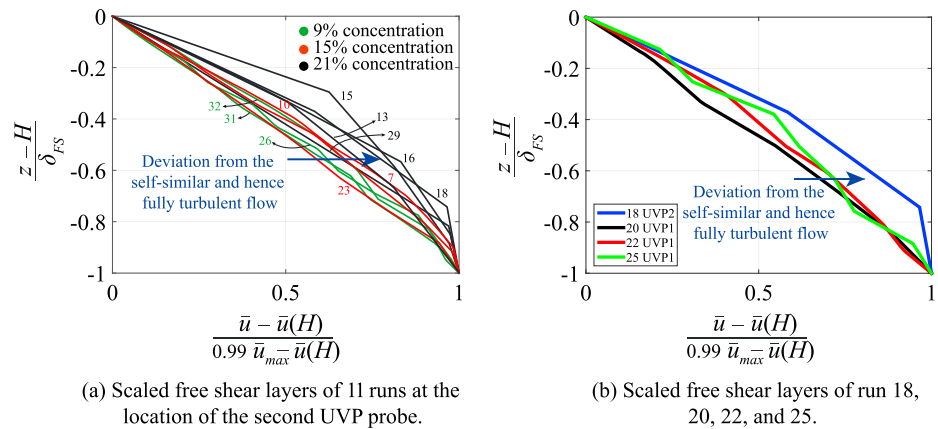 0
-0.2
-0.4
-0.6
-0.8
-1
z – H
δFS
9% concentration
15% concentration
21% concentration
15
10
32
31
13
29
26
16
7
23
18
Deviation from the
self-similar and hence
fully turbulent flow
0
0.5
1
ū – ū(H)
0.99 ūmax – ū(H)
(a) Scaled free shear layers of 11 runs at the
location of the second UVP probe.
0
-0.2
-0.4
-0.6
-0.8
-1
z – H
δFS
Deviation from the
self-similar and hence
fully turbulent flow
18 UVP2
20 UVP1
22 UVP1
25 UVP1
0
0.5
1
ū – ū(H)
0.99 ūmax – ū(H)
(b) Scaled free shear layers of run 18,
20, 22, and 25.